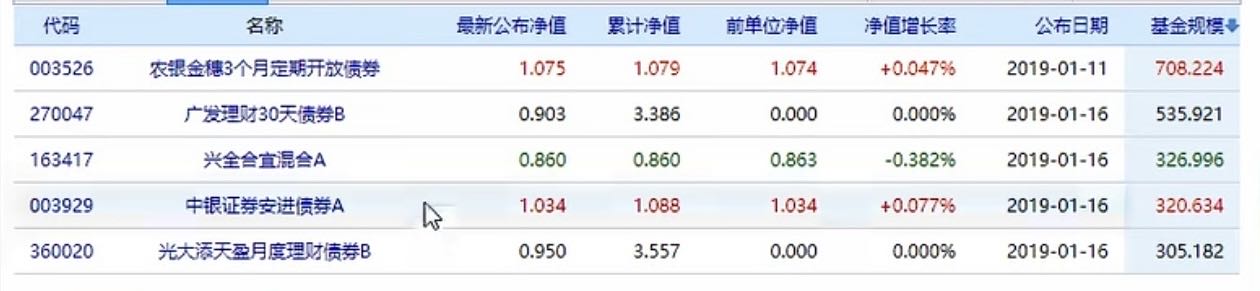 代码 名称 最新公布净值 累计净值 前单位净值 净值增长率 公布日期 基金规模
003526 农银金穗3个月定期开放债券 1.075 1.079 1.074 +0.047% 2019-01-11 708.224
270047 广发理财30天债券B 0.903 3.386 0.000 0.000% 2019-01-16 535.921
163417 兴全合宜混合A 0.860 0.860 0.863 -0.382% 2019-01-16 326.996
003929 中银证券安进债券A 1.034 1.088 1.034 +0.077% 2019-01-16 320.634
360020 光大添天盈月度理财债券B 0.950 3.557 0.000 0.000% 2019-01-16 305.182